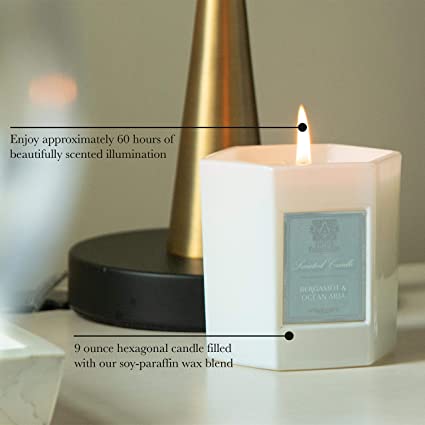 Enjoy approximately 60 hours of
beautifully scented illumination
Scented Candle
BERGAMOT &
OCEAN ARIA
9 ounce hexagonal candle filled
with our soy-paraffin wax blend